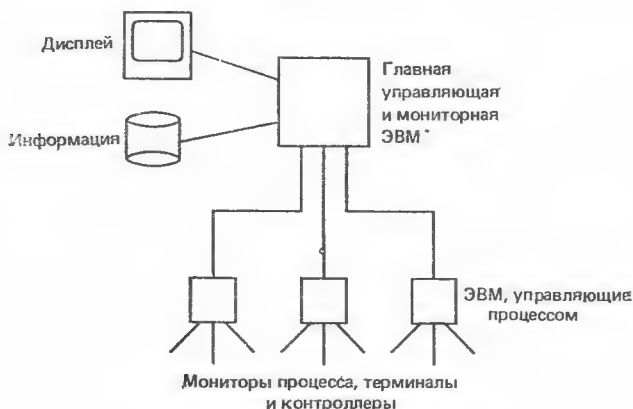 Дисплей
Информация
Главная
управляющая
и мониторная
ЭВМ
ЭВМ, управляющие
процессом
Мониторы процесса, терминалы
и контроллеры